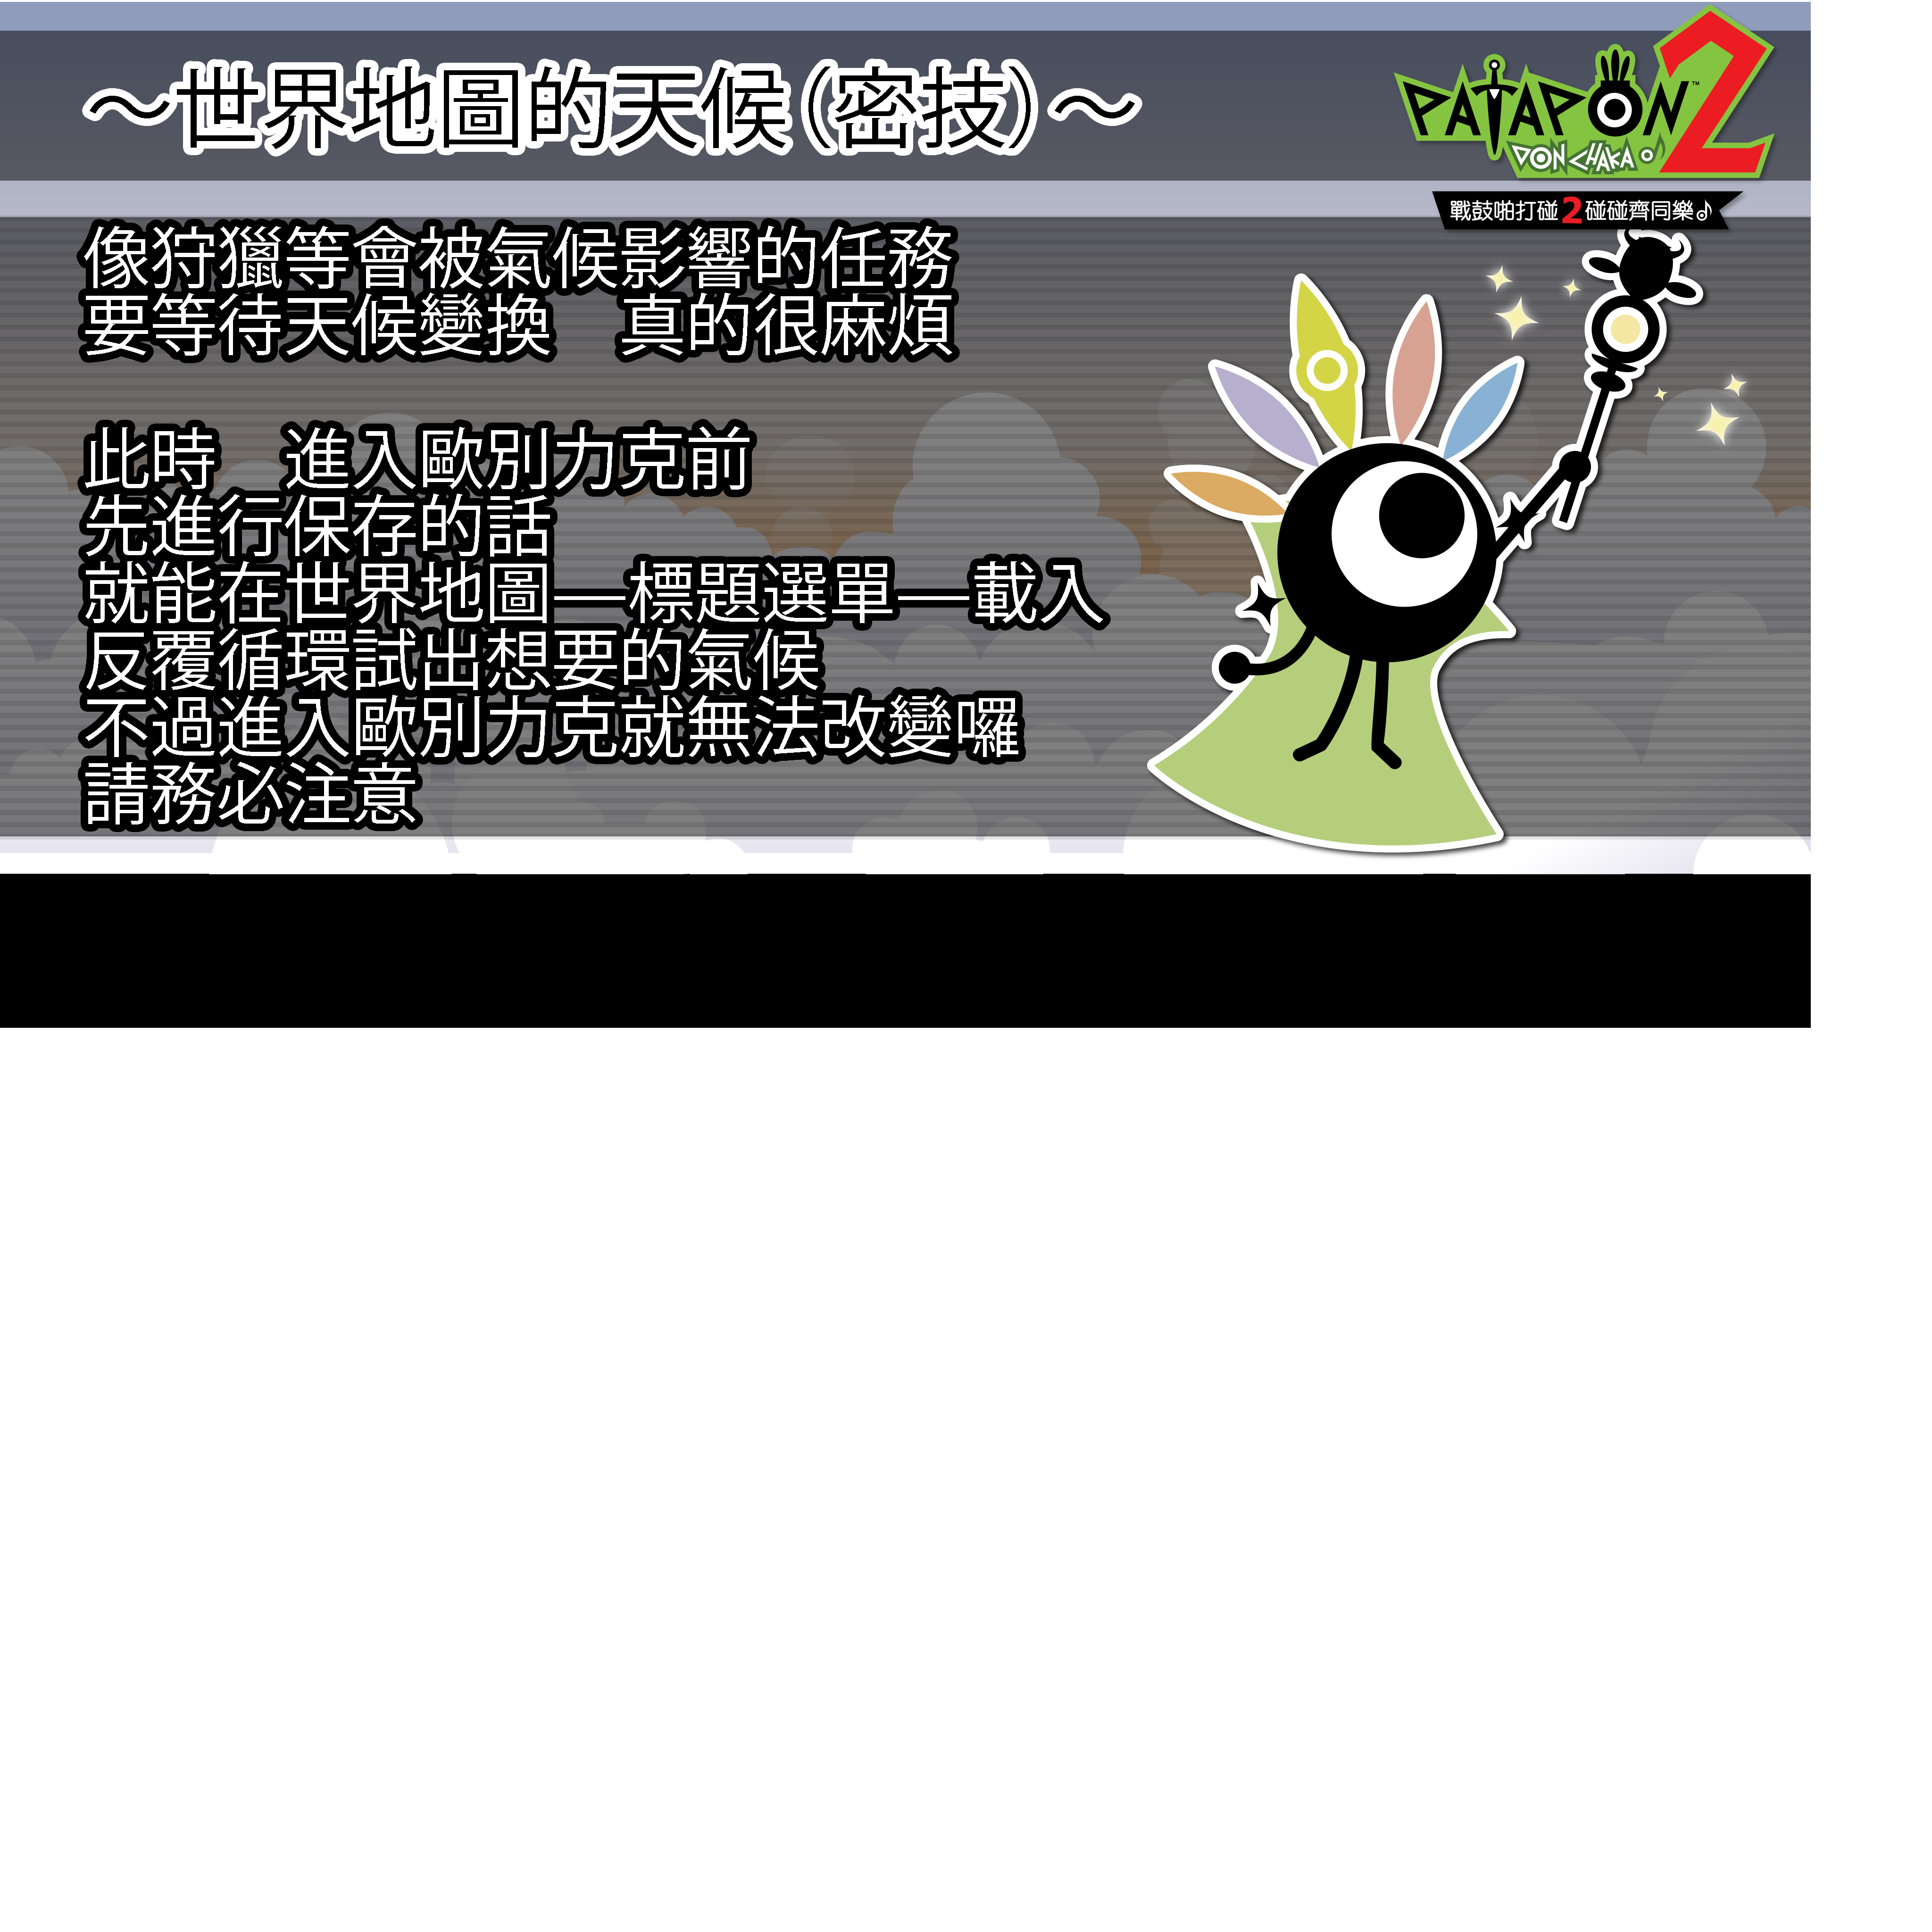 ～世界地圖的天候(密技)～
PATAPON2™
DON CHAKA♪
戰鼓啪打碰2碰碰齊同樂♪
像狩獵等會被氣候影響的任務
要等待天候變換　真的很麻煩
此時　進入歐別力克前
先進行保存的話
就能在世界地圖—標題選單—載入
反覆循環試出想要的氣候
不過進入歐別力克就無法改變囉
請務必注意